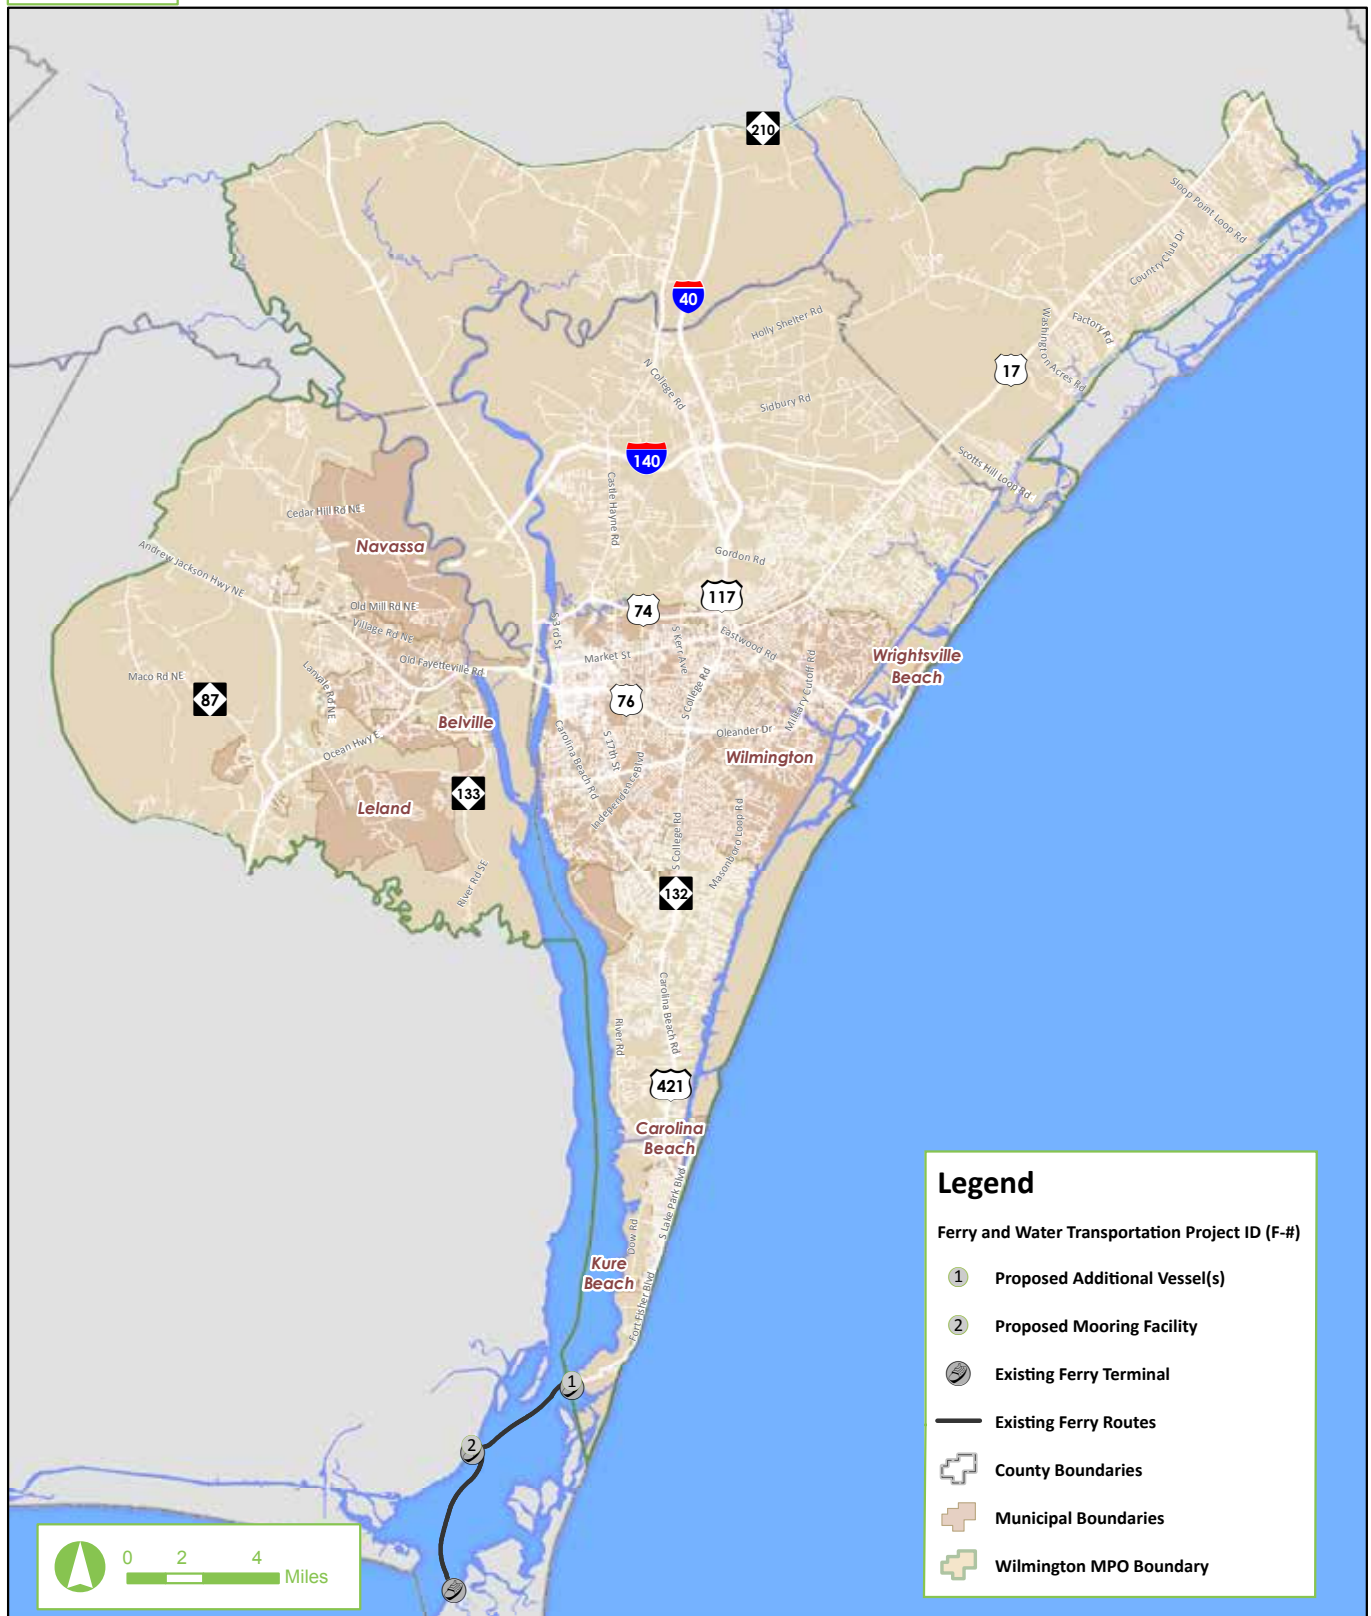 210
Sloop Point Loop Rd
Country Club Dr
40
Holly Shelter Rd
Washington Acres Rd
Factory Rd
17
N College Rd
Sidbury Rd
140
Scotts Hill Loop Rd
Castle Hayne Rd
Cedar Hill Rd NE
Navassa
Andrew Jackson Hwy NE
Gordon Rd
117
74
Old Mill Rd NE
Village Rd NE
S 3rd St
S Kerr Ave
Eastwood Rd
Market St
Old Fayetteville Rd
Military Cutoff Rd
Wrightsville
Beach
Maco Rd NE
Lanvale Rd NE
87
76
S College Rd
Belville
Ocean Hwy E
Carolina Beach Rd
S 17th St
Oleander Dr
Wilmington
Independence Blvd
133
Leland
S College Rd
Masonboro Loop Rd
River Rd SE
132
Carolina Beach Rd
River Rd
421
Carolina
Beach
S Lake Park Blvd
Dow Rd
Kure
Beach
Fort Fisher Blvd
1
2
Legend
Ferry and Water Transportation Project ID (F-#)
1 Proposed Additional Vessel(s)
2 Proposed Mooring Facility
Existing Ferry Terminal
Existing Ferry Routes
County Boundaries
Municipal Boundaries
Wilmington MPO Boundary
0 2 4
Miles